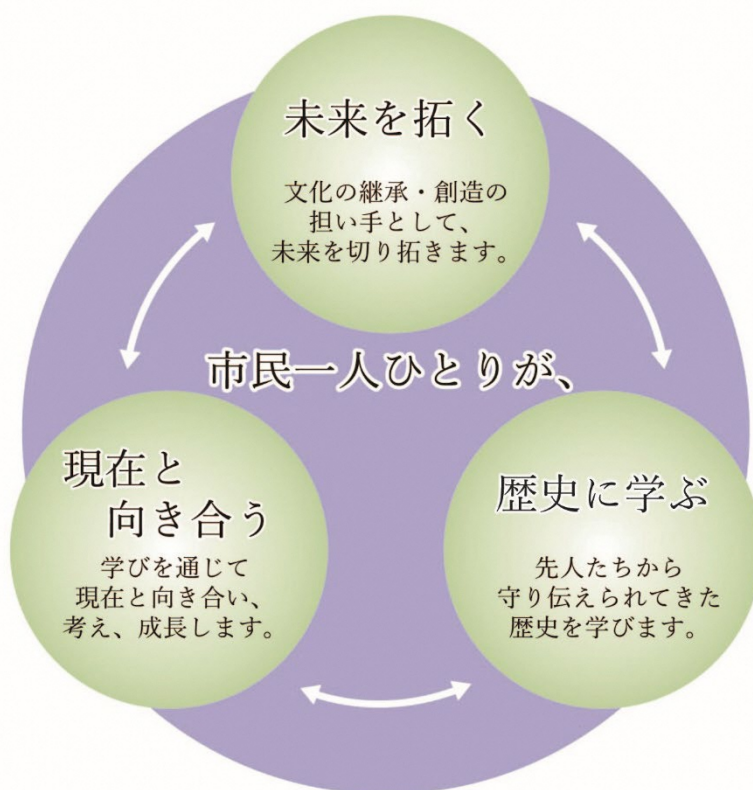 未来を拓く
文化の継承・創造の
担い手として、
未来を切り拓きます。
市民一人ひとりが、
現在と
向き合う
学びを通じて
現在と向き合い、
考え、成長します。
歴史に学ぶ
先人たちから
守り伝えられてきた
歴史を学びます。